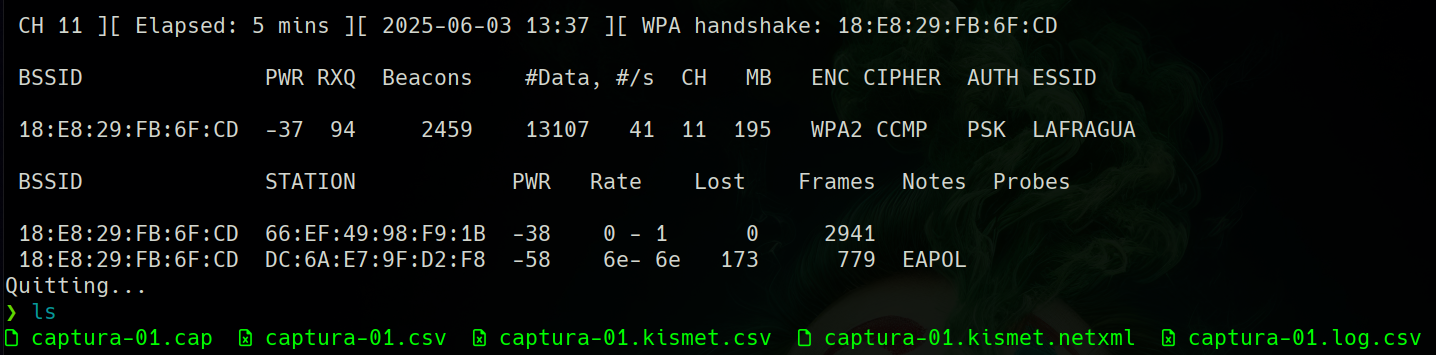 CH 11 ][ Elapsed: 5 mins ][ 2025-06-03 13:37 ][ WPA handshake: 18:E8:29:FB:6F:CD
BSSID PWR RXQ Beacons #Data, #/s CH MB ENC CIPHER AUTH ESSID
18:E8:29:FB:6F:CD -37 94 2459 13107 41 11 195 WPA2 CCMP PSK LAFRAGUA
BSSID STATION PWR Rate Lost Frames Notes Probes
18:E8:29:FB:6F:CD 66:EF:49:98:F9:1B -38 0 - 1 0 2941
18:E8:29:FB:6F:CD DC:6A:E7:9F:D2:F8 -58 6e- 6e 173 779 EAPOL
Quitting...
❯ ls
captura-01.cap captura-01.csv captura-01.kismet.csv captura-01.kismet.netxml captura-01.log.csv